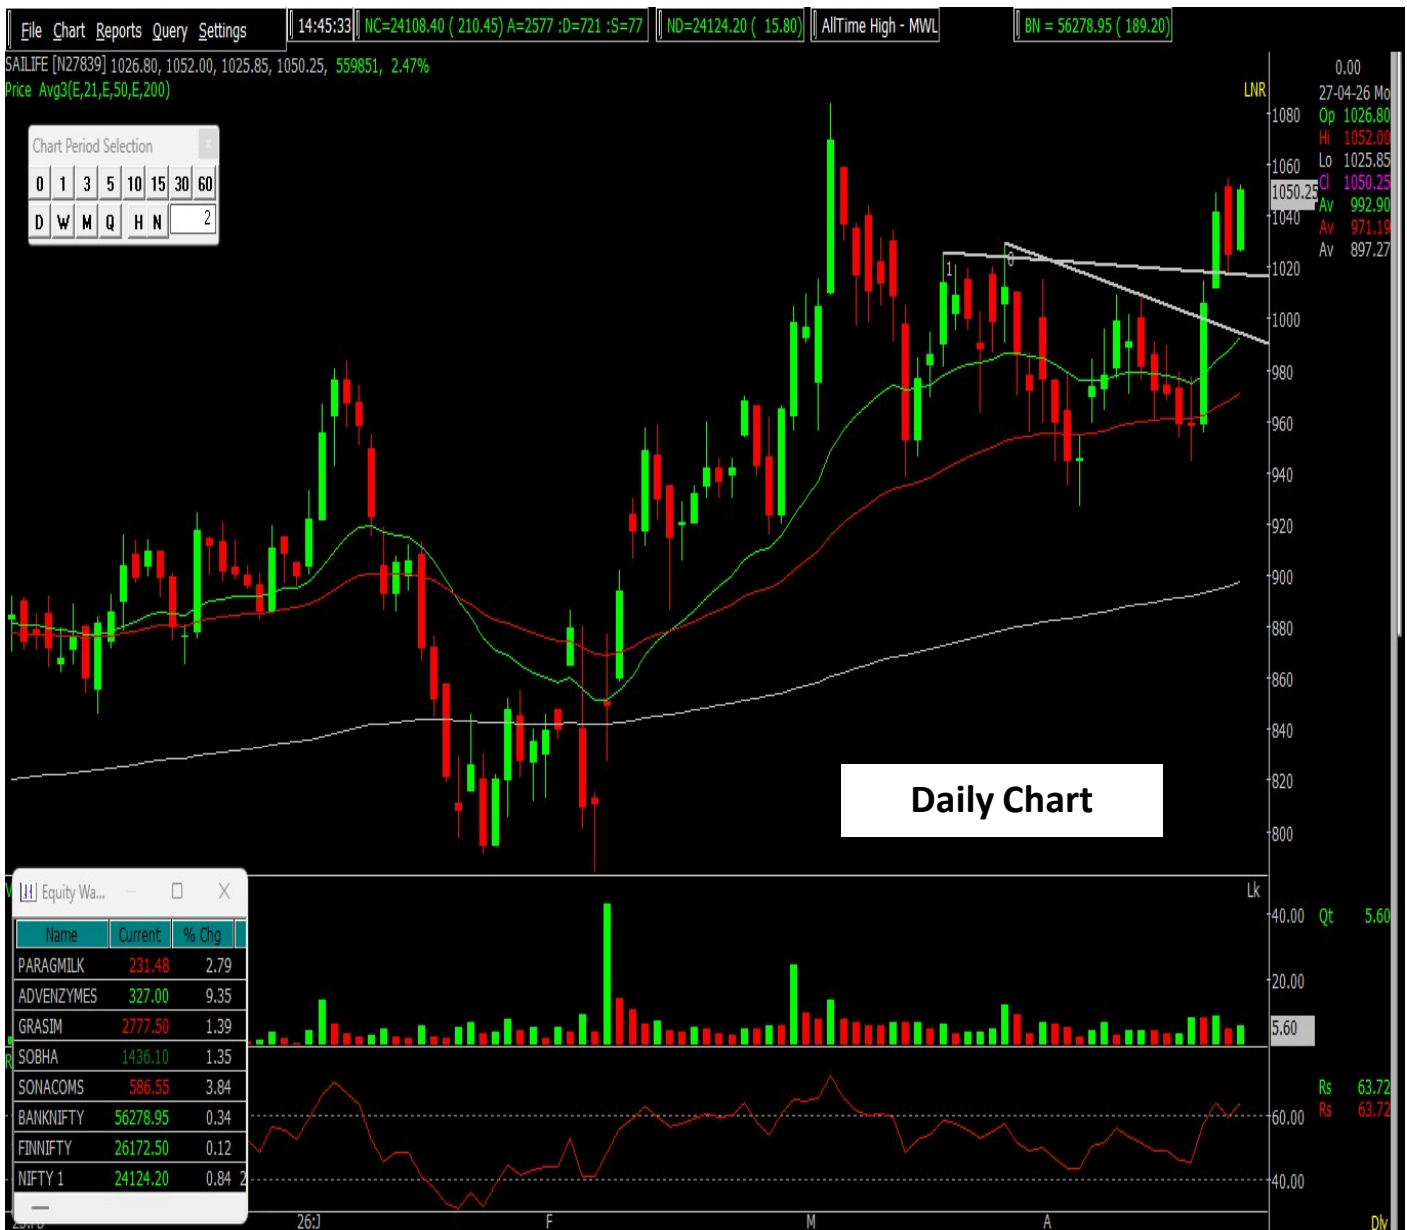 File Chart Reports Query Settings
14:45:33 NC=24108.40 ( 210.45) A=2577 :D=721 :S=77 ND=24124.20 ( 15.80) AllTime High - MWL BN = 56278.95 ( 189.20)
SAILIFE [N27839] 1026.80, 1052.00, 1025.85, 1050.25, 559851, 2.47%
Price Avg3(E,21,E,50,E,200)
LNR
0.00
27-04-26 Mo
Op 1026.80
Hi 1052.00
Lo 1025.85
Cl 1050.25
Av 992.90
Av 971.19
Av 897.27
Chart Period Selection
0 1 3 5 10 15 30 60
D W M Q H N 2
1080
1060
1050.25
1040
1020
1000
980
960
940
920
900
880
860
840
820
800
1
0
Daily Chart
Lk
40.00
Qt 5.60
20.00
5.60
Equity Wa...
Name Current % Chg
PARAGMILK 231.48 2.79
ADVENZYMES 327.00 9.35
GRASIM 2777.50 1.39
SOBHA 1436.10 1.35
SONACOMS 586.55 3.84
BANKNIFTY 56278.95 0.34
FINNIFTY 26172.50 0.12
NIFTY 1 24124.20 0.84 2
Rs 63.72
Rs 63.72
60.00
40.00
26:J F M A Dly